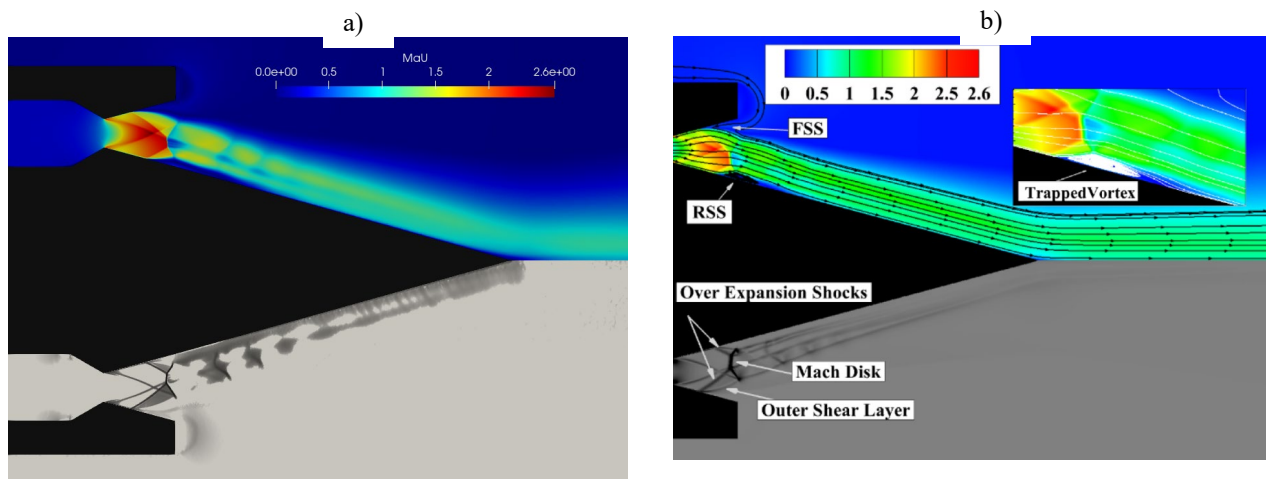 a)
MaU
0.0e+00 0.5 1 1.5 2 2.6e+00
b)
0 0.5 1 1.5 2 2.5 2.6
FSS
TrappedVortex
RSS
Over Expansion Shocks
Mach Disk
Outer Shear Layer